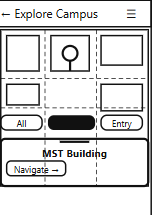 ← Explore Campus ☰
All Entry
MST Building
Navigate →